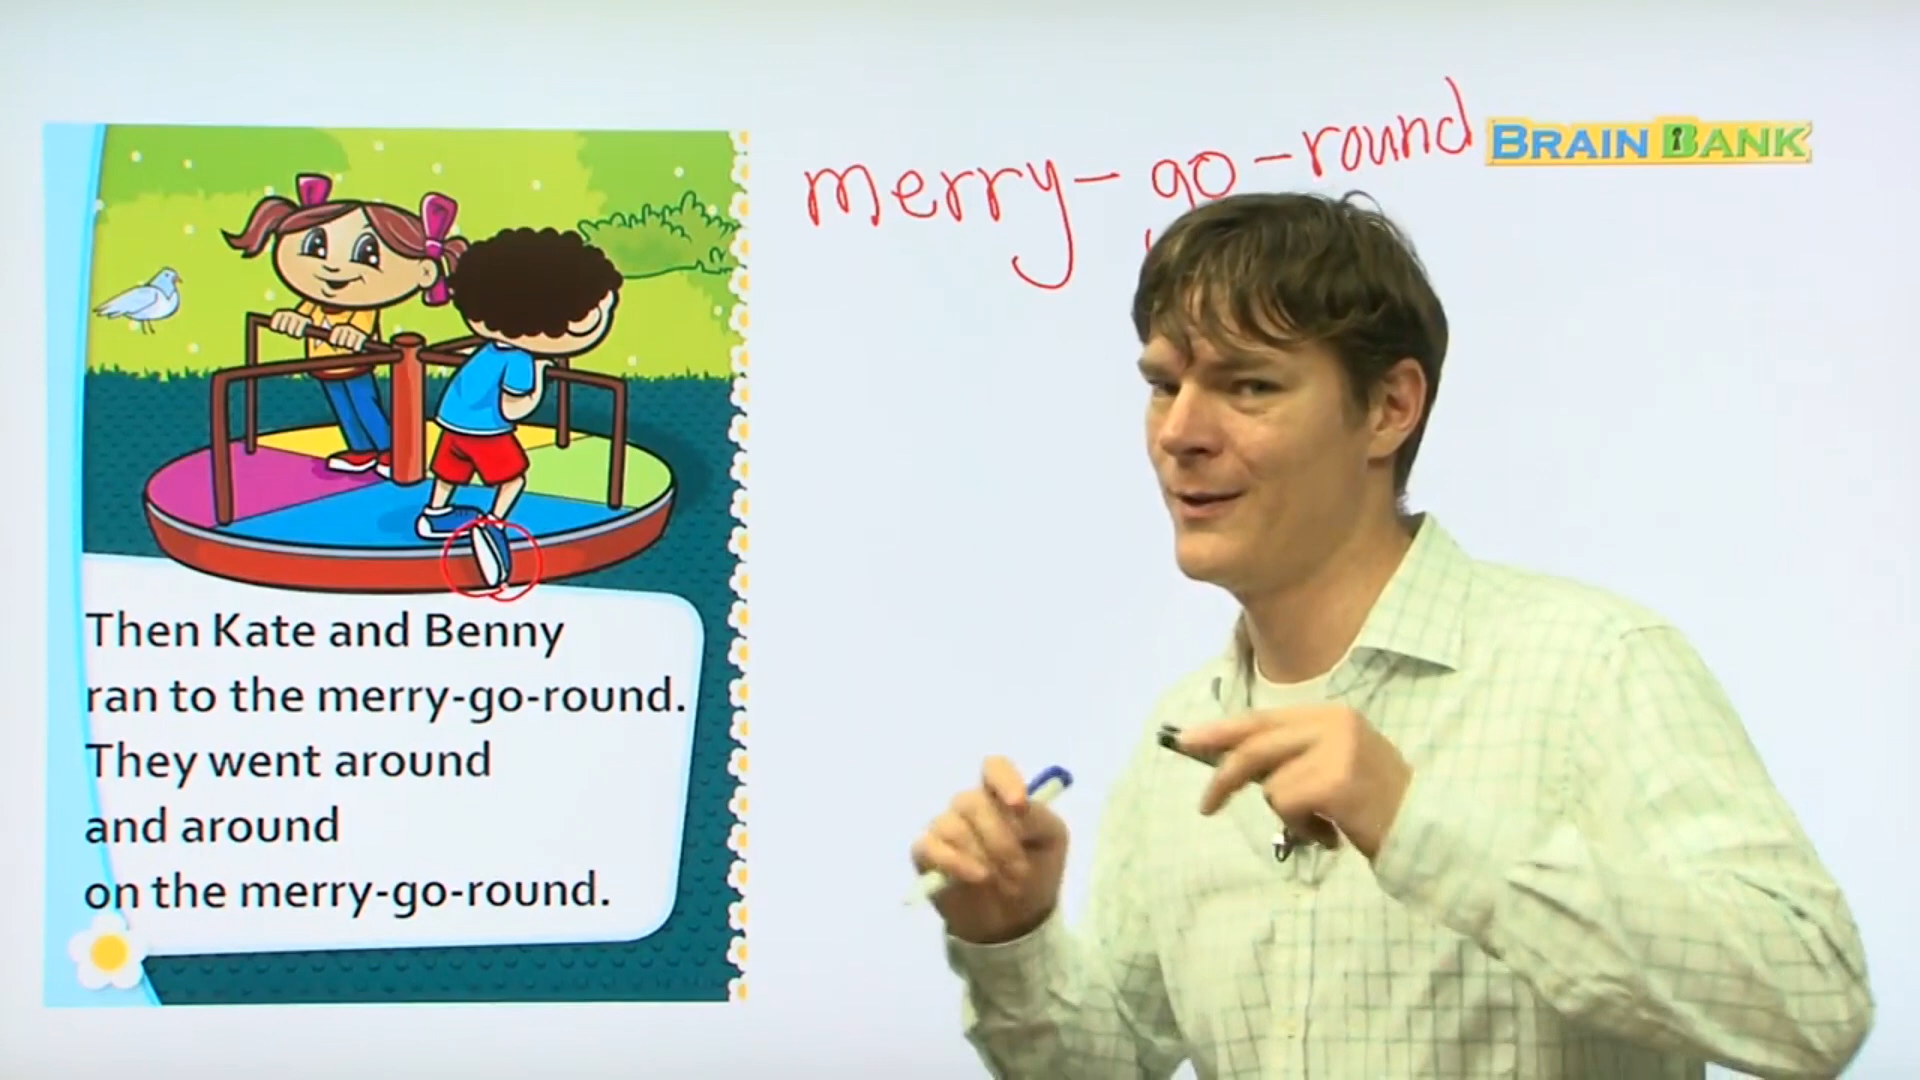 merry-go-round
BRAIN BANK
Then Kate and Benny
ran to the merry-go-round.
They went around
and around
on the merry-go-round.